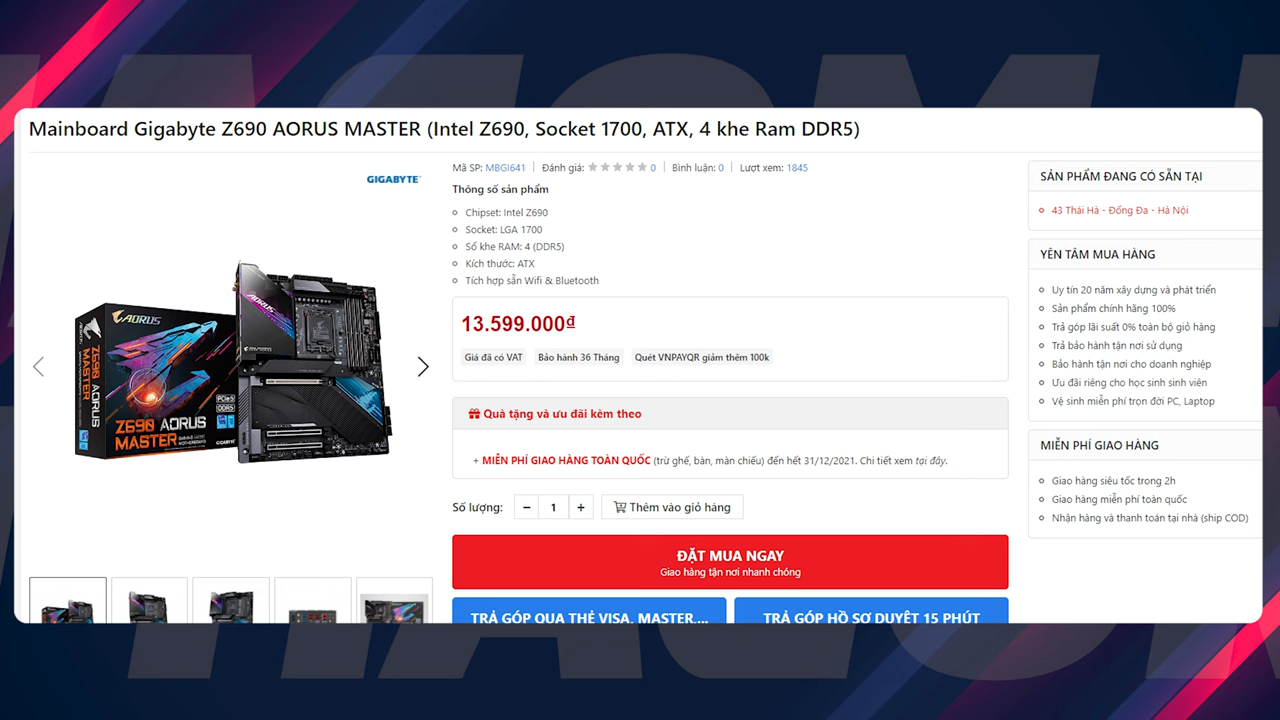 Mainboard Gigabyte Z690 AORUS MASTER (Intel Z690, Socket 1700, ATX, 4 khe Ram DDR5)
GIGABYTE
AORUS
Z690 AORUS
MASTER
PCIe5
DDR5
Z690 AORUS
MASTER
GIGABYTE
AORUS
Mã SP: MBGI641 | Đánh giá: 0 | Bình luận: 0 | Lượt xem: 1845
Thông số sản phẩm
Chipset: Intel Z690
Socket: LGA 1700
Số khe RAM: 4 (DDR5)
Kích thước: ATX
Tích hợp sẵn Wifi & Bluetooth
13.599.000đ
Giá đã có VAT Bảo hành 36 Tháng Quét VNPAYQR giảm thêm 100k
Quà tặng và ưu đãi kèm theo
+ MIỄN PHÍ GIAO HÀNG TOÀN QUỐC (trừ ghế, bàn, màn chiếu) đến hết 31/12/2021. Chi tiết xem tại đây.
Số lượng: − 1 + Thêm vào giỏ hàng
ĐẶT MUA NGAY
Giao hàng tận nơi nhanh chóng
TRẢ GÓP QUA THẺ VISA, MASTER,... TRẢ GÓP HỒ SƠ DUYỆT 15 PHÚT
SẢN PHẨM ĐANG CÓ SẴN TẠI
43 Thái Hà - Đống Đa - Hà Nội
YÊN TÂM MUA HÀNG
Uy tín 20 năm xây dựng và phát triển
Sản phẩm chính hãng 100%
Trả góp lãi suất 0% toàn bộ giỏ hàng
Trả bảo hành tận nơi sử dụng
Bảo hành tận nơi cho doanh nghiệp
Ưu đãi riêng cho học sinh sinh viên
Vệ sinh miễn phí trọn đời PC, Laptop
MIỄN PHÍ GIAO HÀNG
Giao hàng siêu tốc trong 2h
Giao hàng miễn phí toàn quốc
Nhận hàng và thanh toán tại nhà (ship COD)